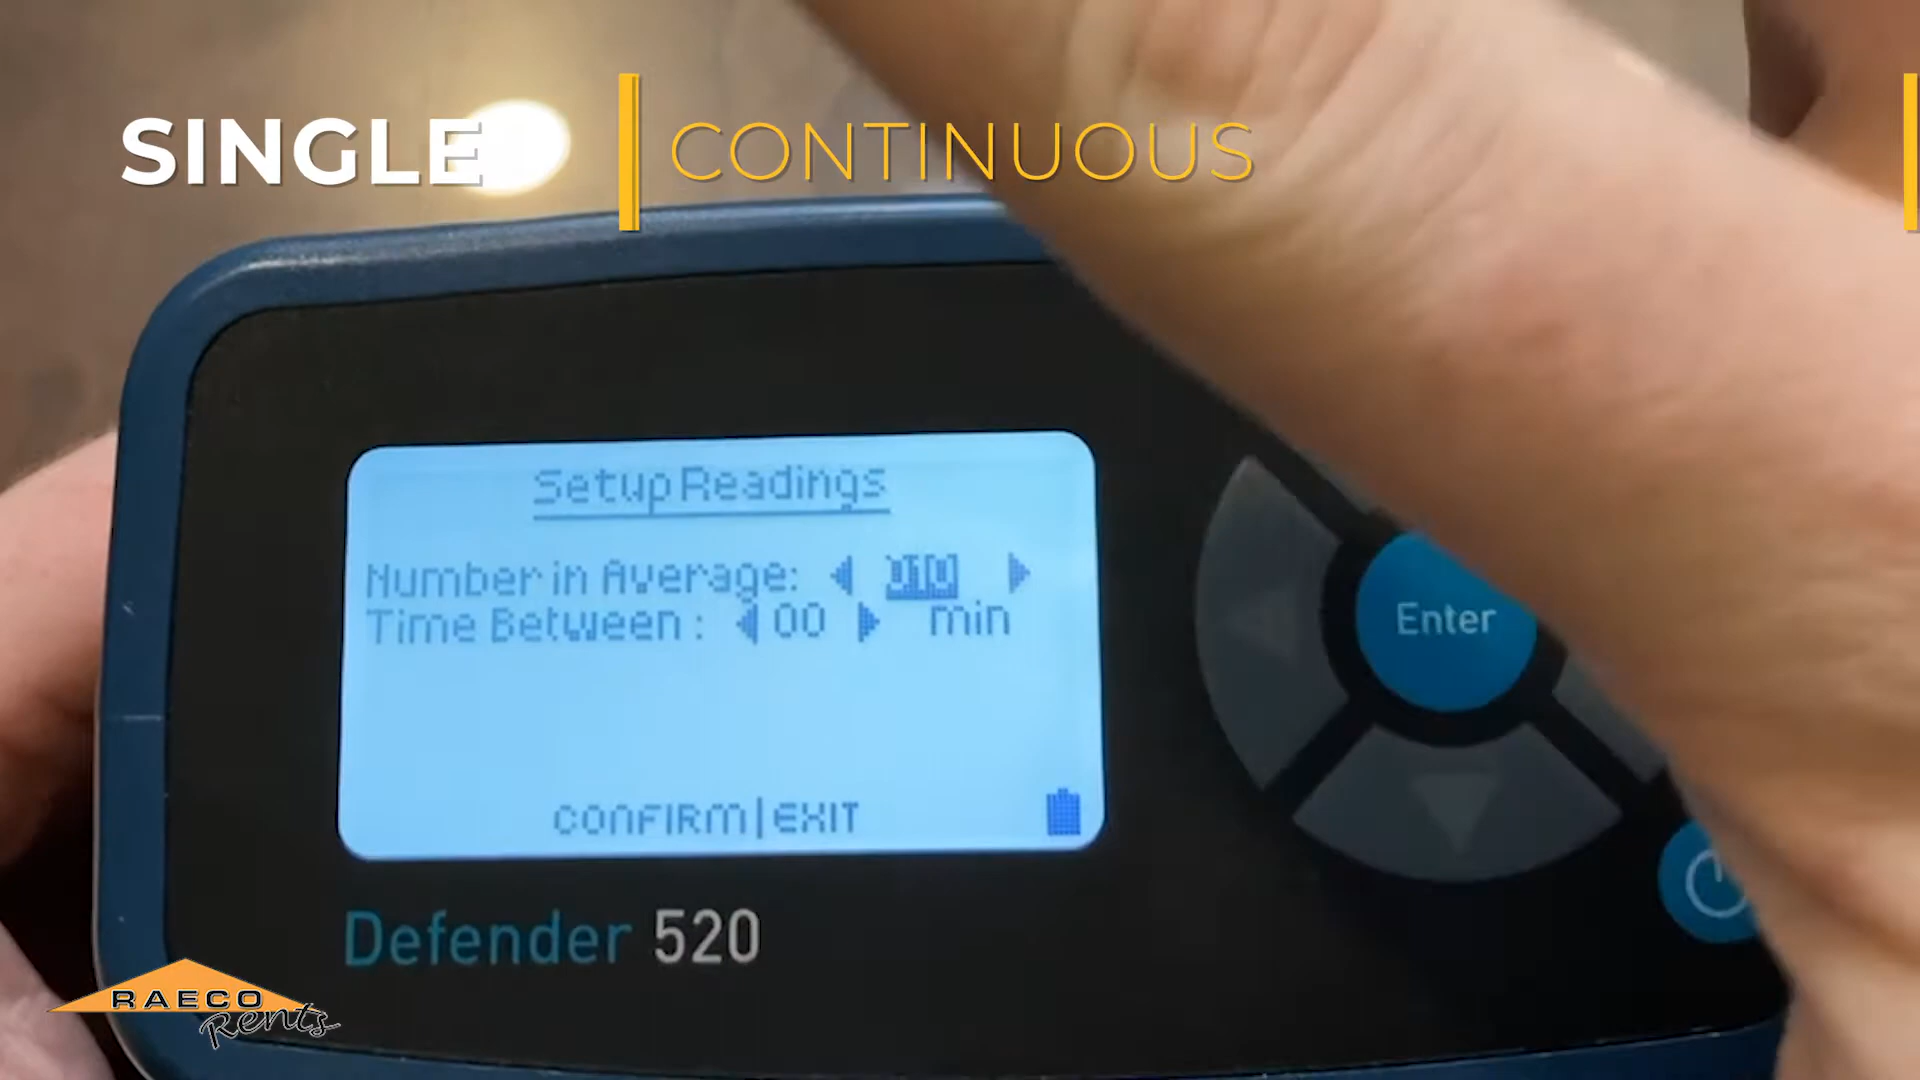 SINGLE
CONTINUOUS
Setup Readings
Number in Average:
Time Between : 00 min
CONFIRM|EXIT
Enter
Defender 520
RAECO
Rents